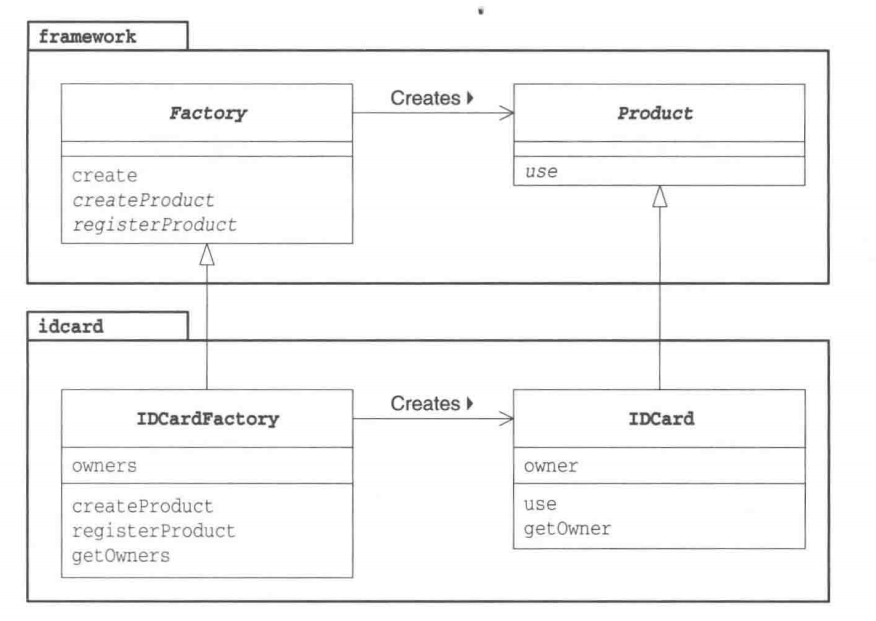 framework
Factory
Creates
Product
create
createProduct
registerProduct
use
idcard
IDCardFactory
Creates
IDCard
owners
owner
createProduct
registerProduct
getOwners
use
getOwner